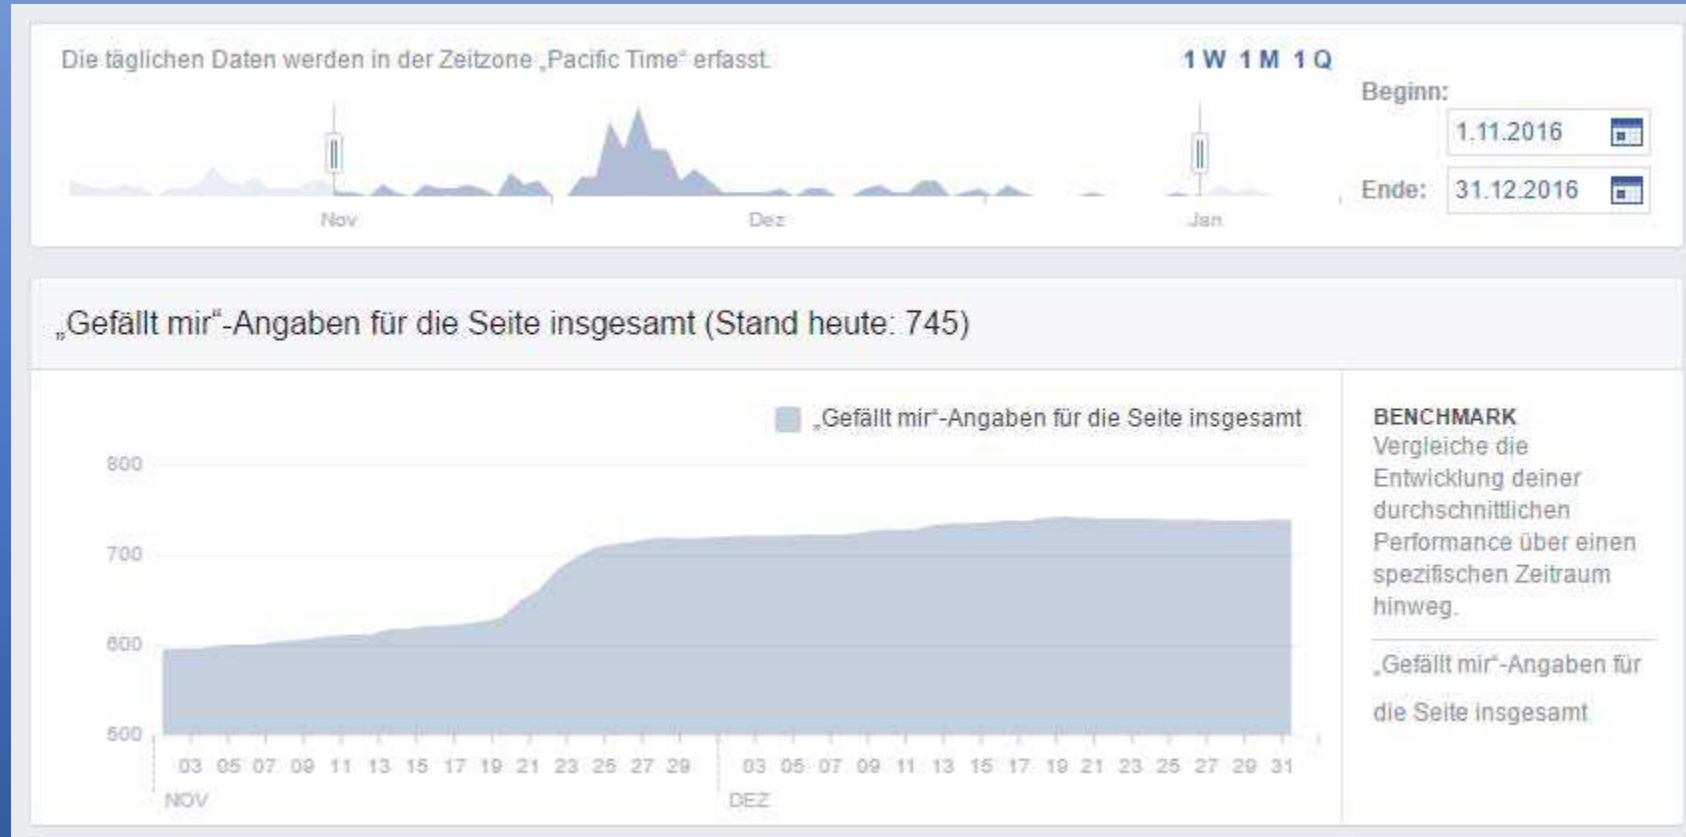 Die täglichen Daten werden in der Zeitzone „Pacific Time“ erfasst.
1 W 1 M 1 Q
Beginn:
1.11.2016
Ende: 31.12.2016
Nov Dez Jan
„Gefällt mir“-Angaben für die Seite insgesamt (Stand heute: 745)
„Gefällt mir“-Angaben für die Seite insgesamt
800
700
600
500
03 05 07 09 11 13 15 17 19 21 23 25 27 29 03 05 07 09 11 13 15 17 19 21 23 25 27 29 31
NOV DEZ
BENCHMARK
Vergleiche die
Entwicklung deiner
durchschnittlichen
Performance über einen
spezifischen Zeitraum
hinweg.
„Gefällt mir“-Angaben für
die Seite insgesamt